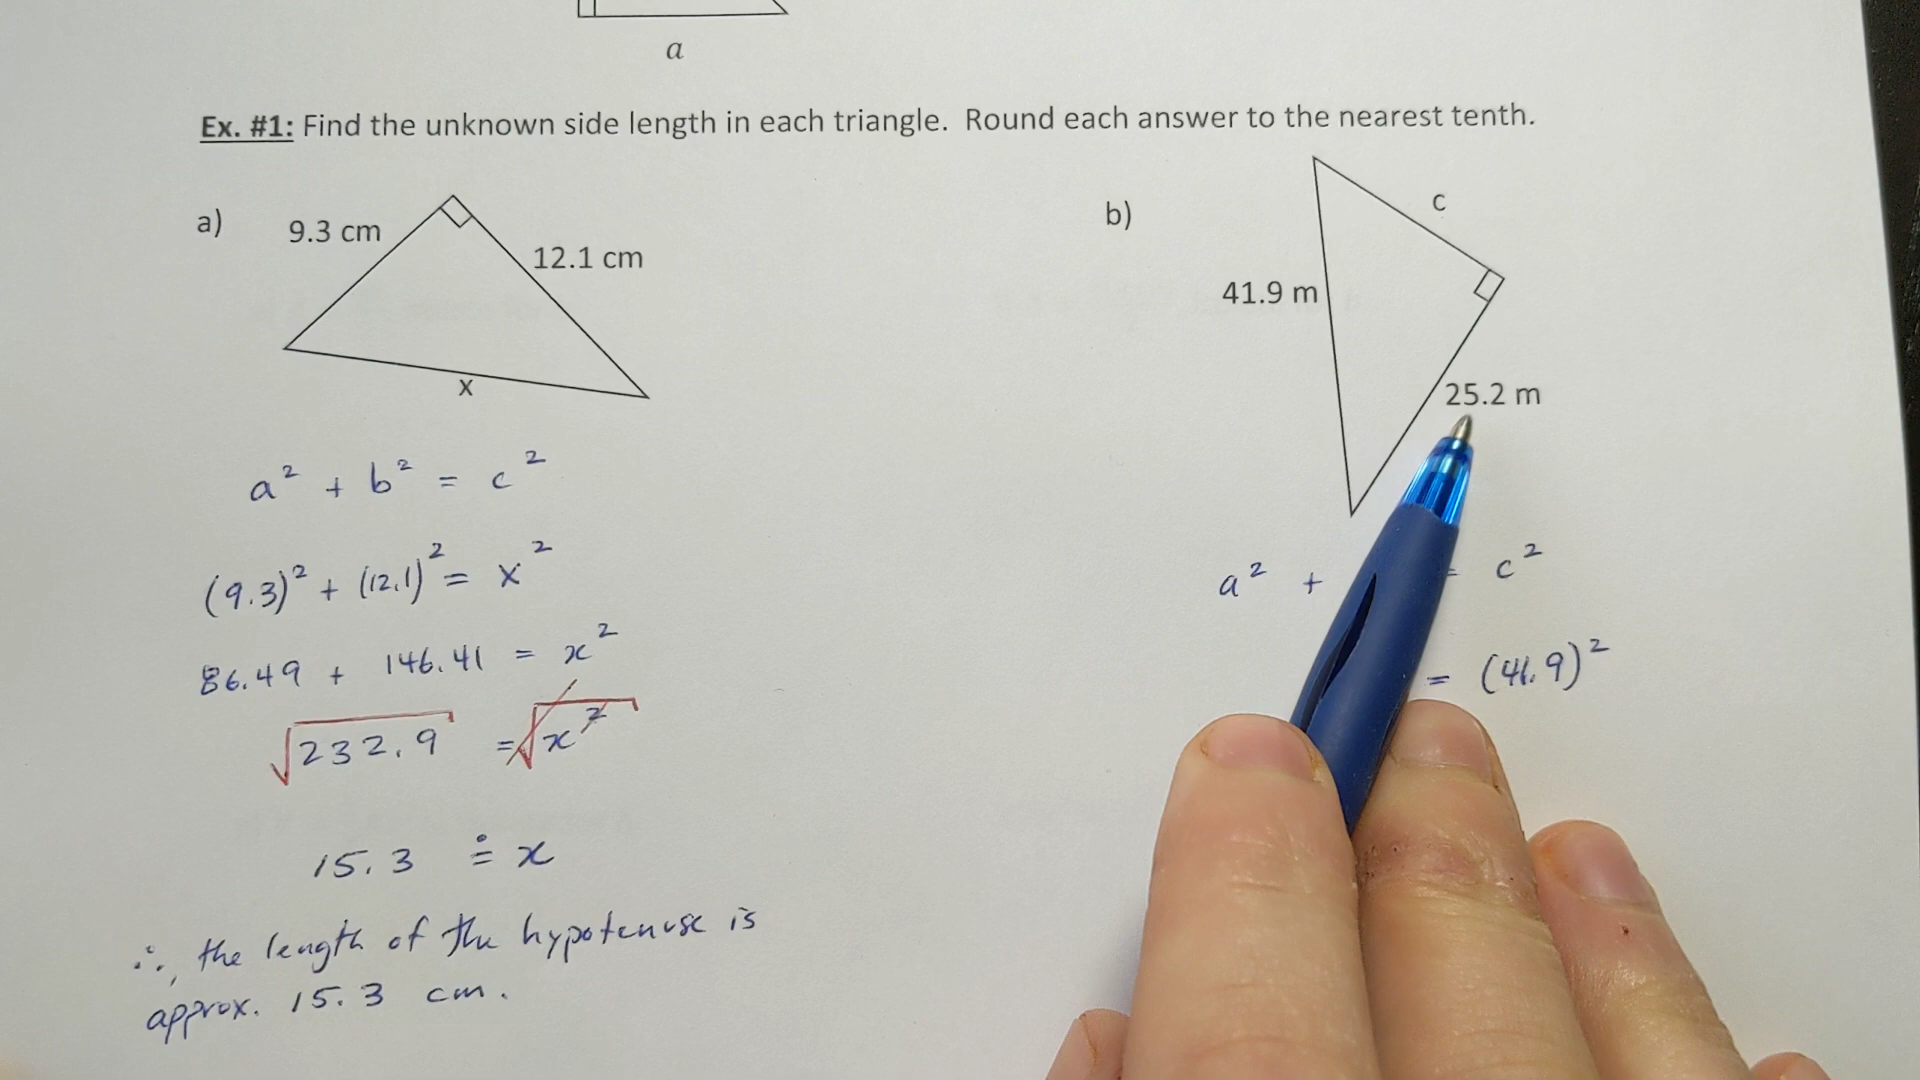 a
Ex. #1: Find the unknown side length in each triangle. Round each answer to the nearest tenth.
a)
9.3 cm
12.1 cm
x
a² + b² = c²
(9.3)² + (12.1)² = x²
86.49 + 146.41 = x²
√232.9 = √x²
15.3 ≐ x
∴, the length of the hypotenuse is
approx. 15.3 cm.
b)
c
41.9 m
25.2 m
a² + = c²
= (41.9)²